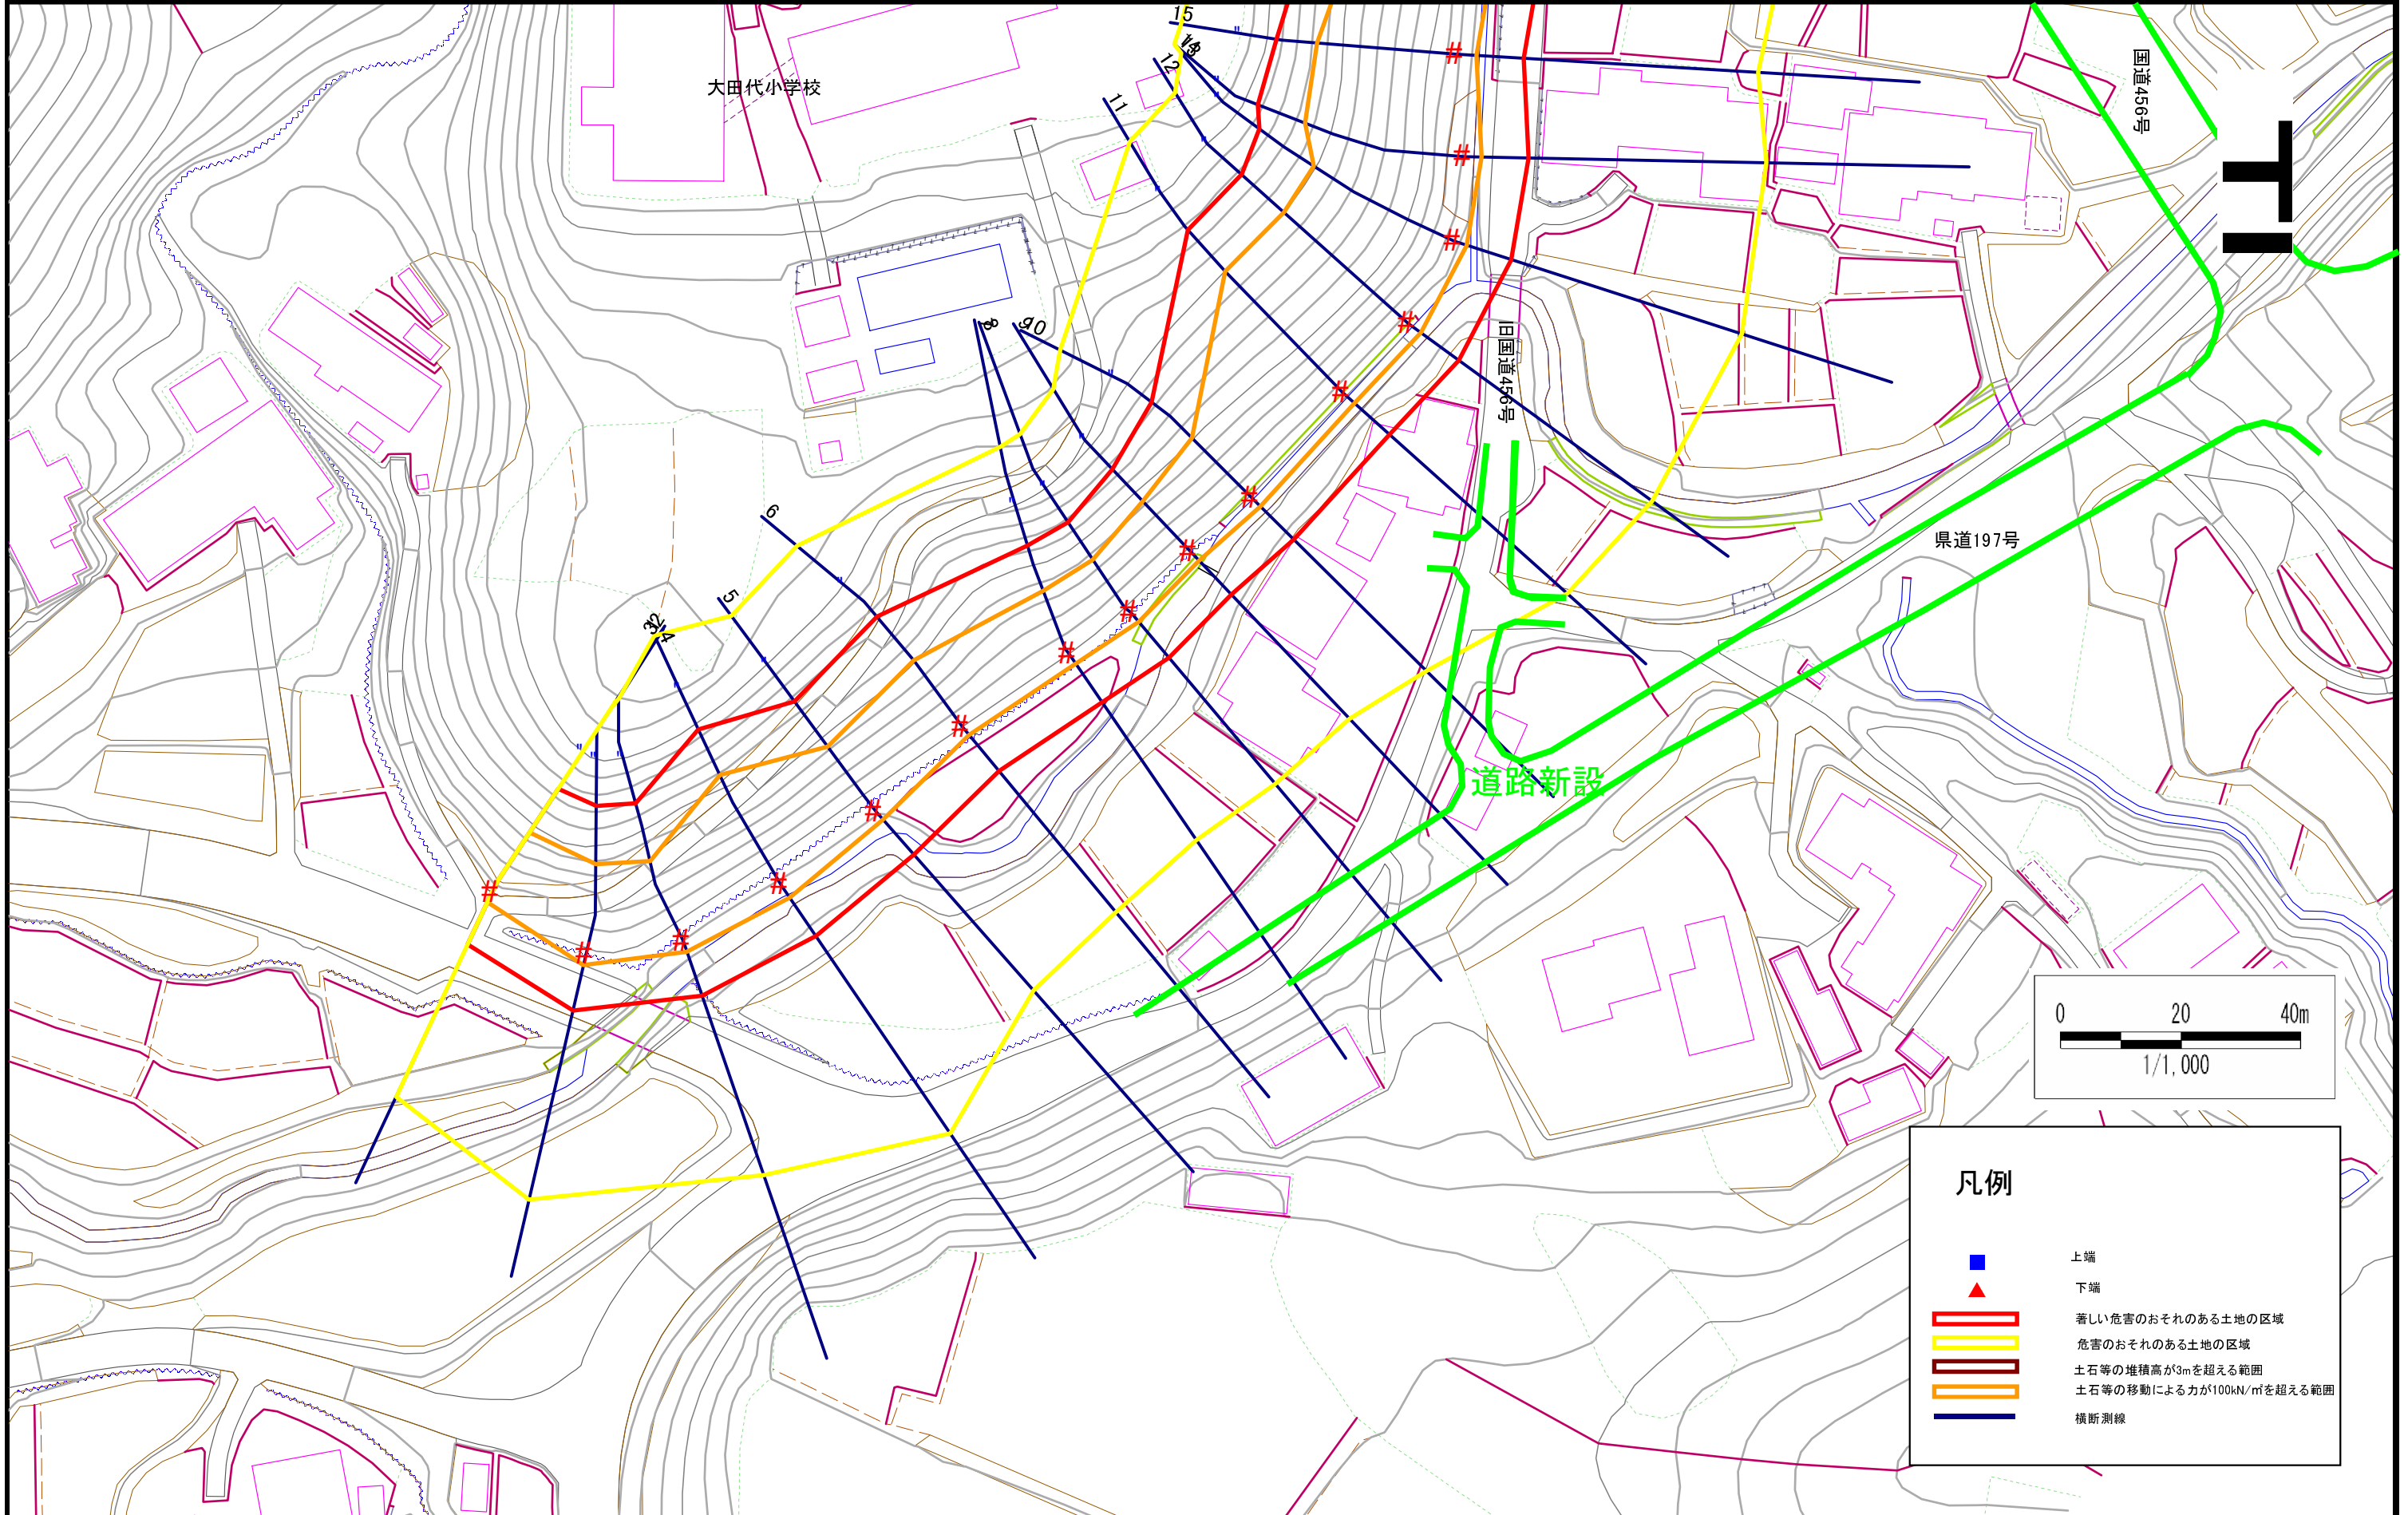 15
14
13
12
11
大田代小学校
国道456号
10
9
8
7
旧国道456号
6
県道197号
5
4
3
2
道路新設
0 20 40m
1/1,000
凡例
上端
下端
著しい危害のおそれのある土地の区域
危害のおそれのある土地の区域
土石等の堆積高が3mを超える範囲
土石等の移動による力が100kN/㎡を超える範囲
横断測線